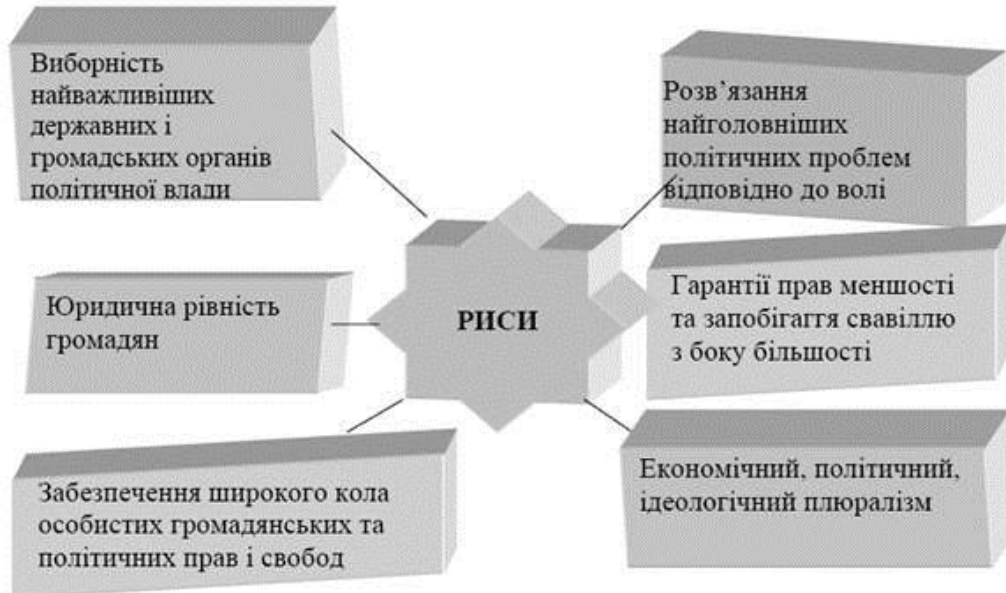 Виборність
найважливіших
державних і
громадських органів
політичної влади
Розв’язання
найголовніших
політичних проблем
відповідно до волі
Юридична рівність
громадян
РИСИ
Гарантії прав меншості
та запобігаггя свавіллю
з боку більшості
Забезпечення широкого кола
особистих громадянських та
політичних прав і свобод
Економічний, політичний,
ідеологічний плюралізм